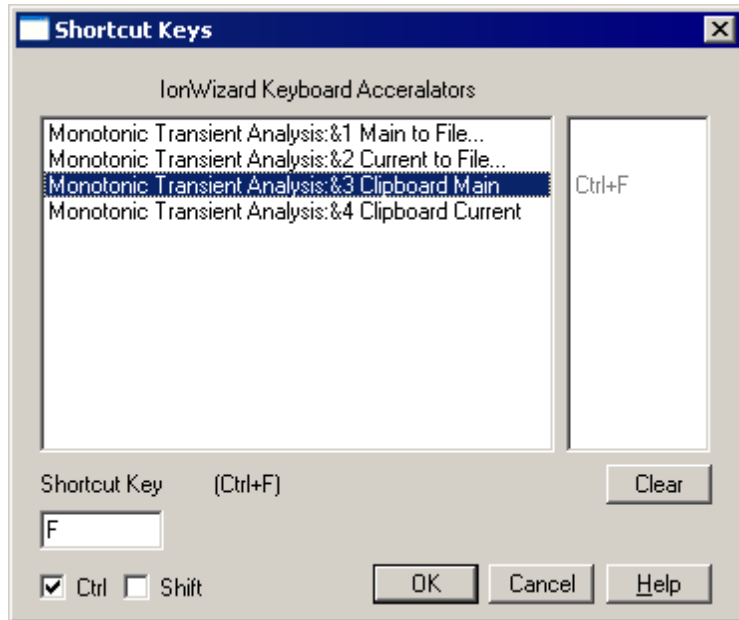 Shortcut Keys
IonWizard Keyboard Acceralators
Monotonic Transient Analysis:&1 Main to File...
Monotonic Transient Analysis:&2 Current to File...
Monotonic Transient Analysis:&3 Clipboard Main Ctrl+F
Monotonic Transient Analysis:&4 Clipboard Current
Shortcut Key (Ctrl+F) Clear
F
Ctrl Shift OK Cancel Help